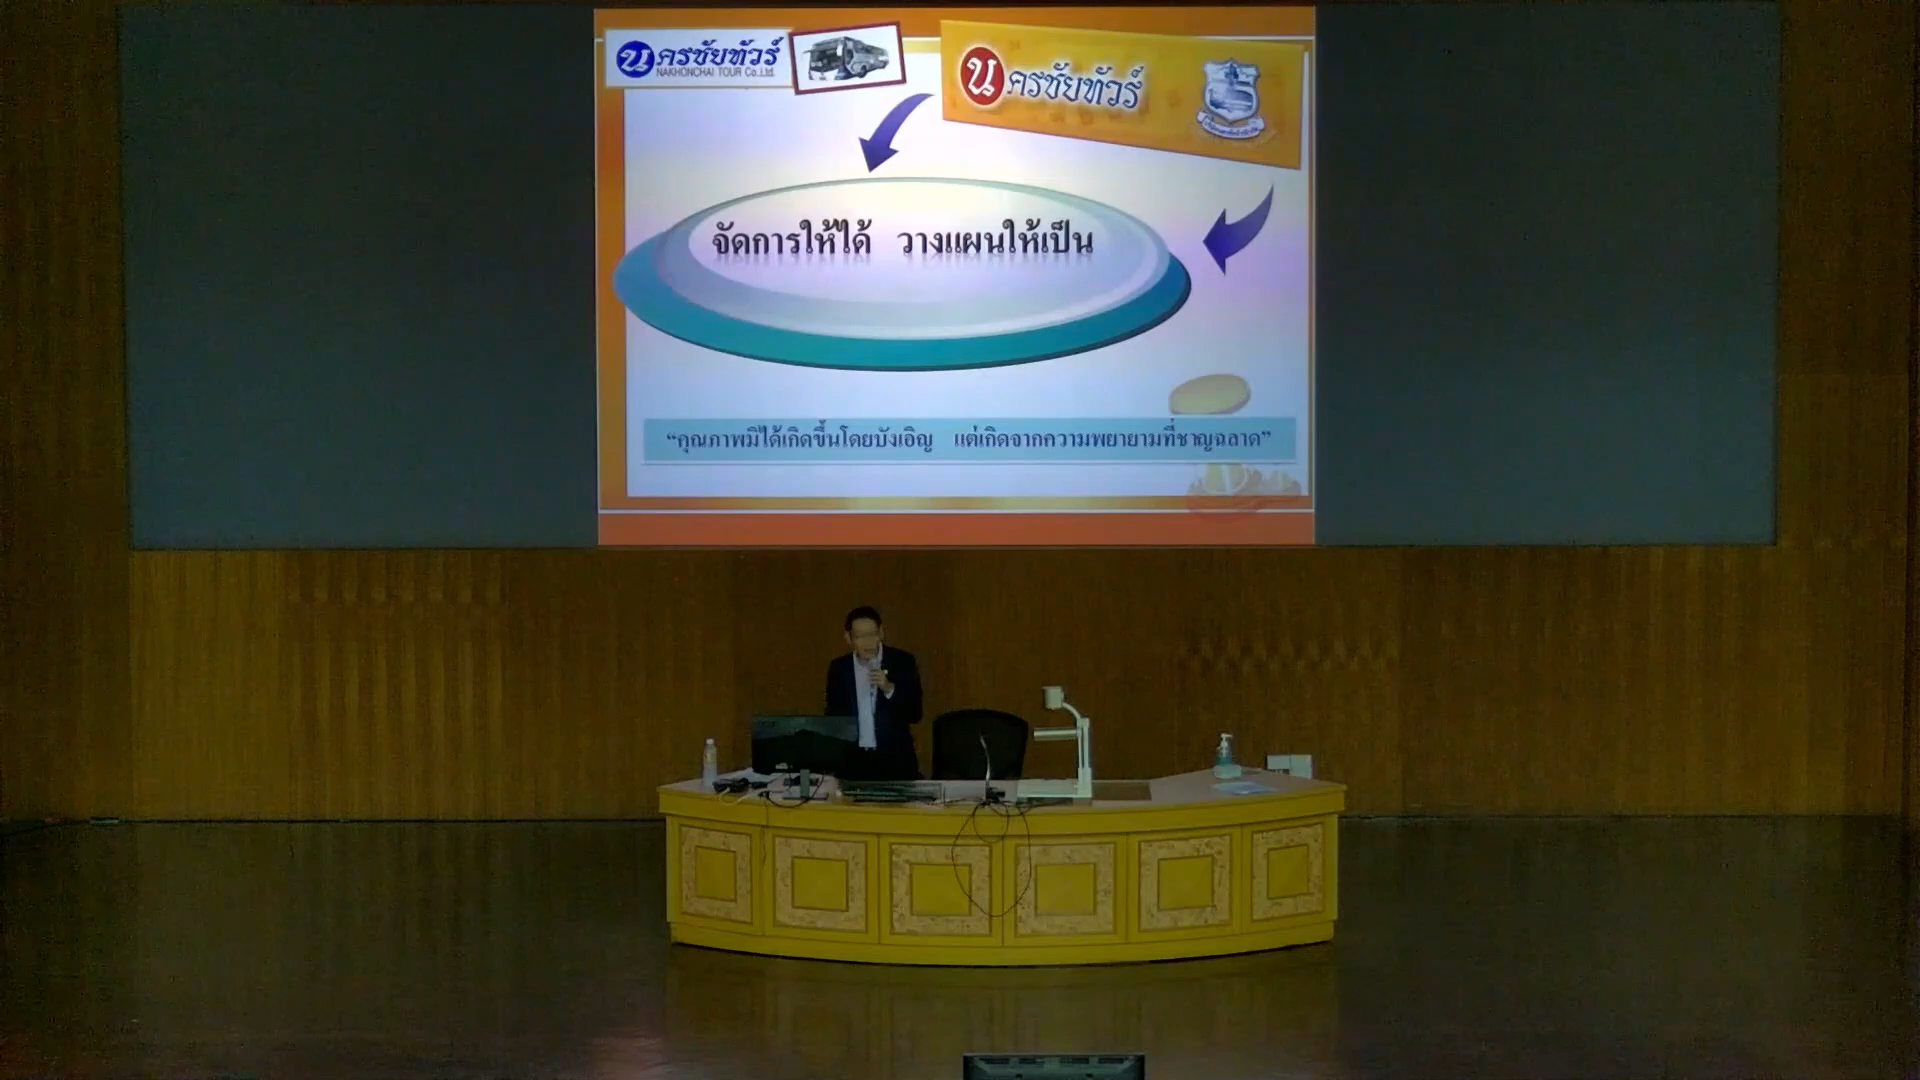 นครชัยทัวร์
NAKHONCHAI TOUR Co.,Ltd.
นครชัยทัวร์
จัดการให้ได้ วางแผนให้เป็น
“คุณภาพมิได้เกิดขึ้นโดยบังเอิญ แต่เกิดจากความพยายามที่ชาญฉลาด”